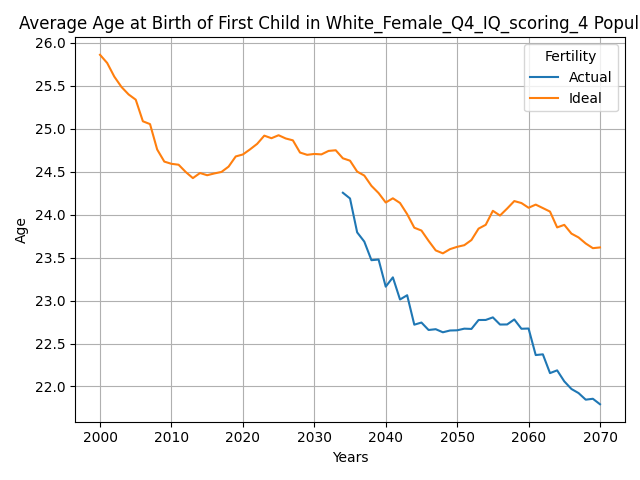 Average Age at Birth of First Child in White_Female_Q4_IQ_scoring_4 Popul
Fertility
Actual
Ideal
26.0
25.5
25.0
24.5
24.0
23.5
23.0
22.5
22.0
Age
2000 2010 2020 2030 2040 2050 2060 2070
Years